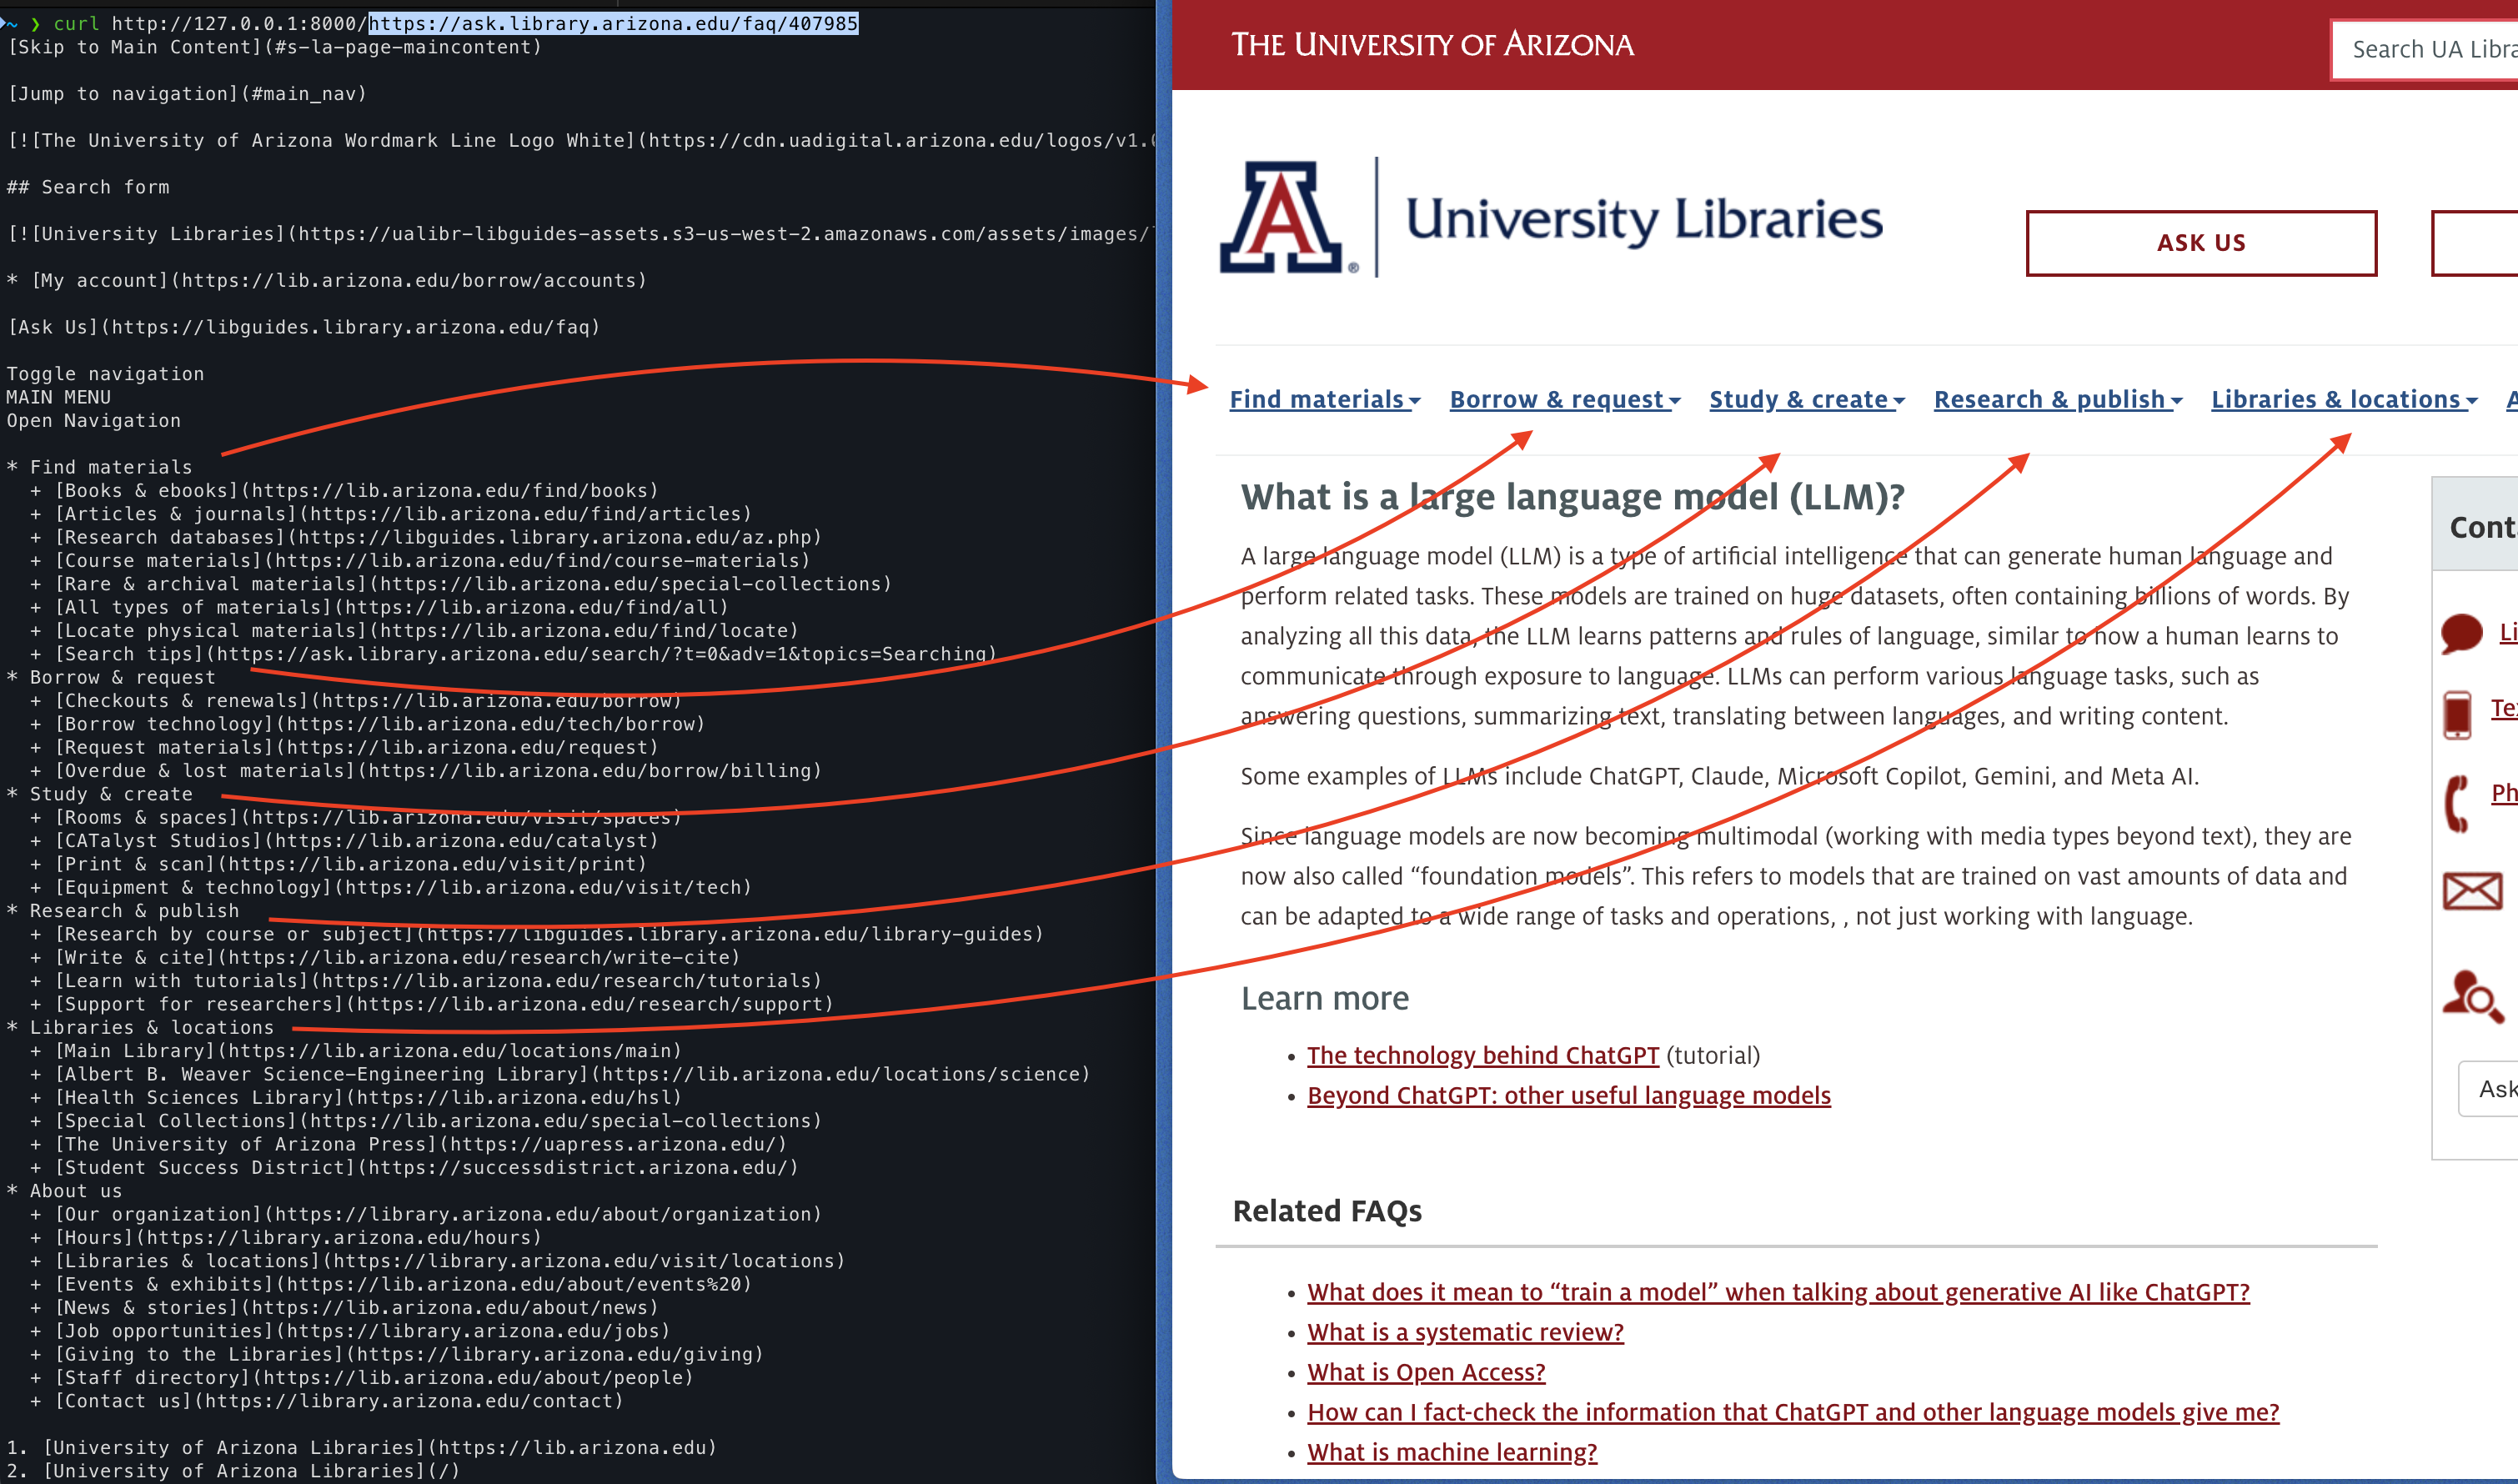 ~ ❯ curl http://127.0.0.1:8000/https://ask.library.arizona.edu/faq/407985
[Skip to Main Content](#s-la-page-maincontent)
[Jump to navigation](#main_nav)
[![The University of Arizona Wordmark Line Logo White](https://cdn.uadigital.arizona.edu/logos/v1.0
## Search form
[![University Libraries](https://ualibr-libguides-assets.s3-us-west-2.amazonaws.com/assets/images/
* [My account](https://lib.arizona.edu/borrow/accounts)
[Ask Us](https://libguides.library.arizona.edu/faq)
Toggle navigation
MAIN MENU
Open Navigation
* Find materials
+ [Books & ebooks](https://lib.arizona.edu/find/books)
+ [Articles & journals](https://lib.arizona.edu/find/articles)
+ [Research databases](https://libguides.library.arizona.edu/az.php)
+ [Course materials](https://lib.arizona.edu/find/course-materials)
+ [Rare & archival materials](https://lib.arizona.edu/special-collections)
+ [All types of materials](https://lib.arizona.edu/find/all)
+ [Locate physical materials](https://lib.arizona.edu/find/locate)
+ [Search tips](https://ask.library.arizona.edu/search/?t=0&adv=1&topics=Searching)
* Borrow & request
+ [Checkouts & renewals](https://lib.arizona.edu/borrow)
+ [Borrow technology](https://lib.arizona.edu/tech/borrow)
+ [Request materials](https://lib.arizona.edu/request)
+ [Overdue & lost materials](https://lib.arizona.edu/borrow/billing)
* Study & create
+ [Rooms & spaces](https://lib.arizona.edu/visit/spaces)
+ [CATalyst Studios](https://lib.arizona.edu/catalyst)
+ [Print & scan](https://lib.arizona.edu/visit/print)
+ [Equipment & technology](https://lib.arizona.edu/visit/tech)
* Research & publish
+ [Research by course or subject](https://libguides.library.arizona.edu/library-guides)
+ [Write & cite](https://lib.arizona.edu/research/write-cite)
+ [Learn with tutorials](https://lib.arizona.edu/research/tutorials)
+ [Support for researchers](https://lib.arizona.edu/research/support)
* Libraries & locations
+ [Main Library](https://lib.arizona.edu/locations/main)
+ [Albert B. Weaver Science-Engineering Library](https://lib.arizona.edu/locations/science)
+ [Health Sciences Library](https://lib.arizona.edu/hsl)
+ [Special Collections](https://lib.arizona.edu/special-collections)
+ [The University of Arizona Press](https://uapress.arizona.edu/)
+ [Student Success District](https://successdistrict.arizona.edu/)
* About us
+ [Our organization](https://library.arizona.edu/about/organization)
+ [Hours](https://library.arizona.edu/hours)
+ [Libraries & locations](https://library.arizona.edu/visit/locations)
+ [Events & exhibits](https://lib.arizona.edu/about/events%20)
+ [News & stories](https://lib.arizona.edu/about/news)
+ [Job opportunities](https://library.arizona.edu/jobs)
+ [Giving to the Libraries](https://library.arizona.edu/giving)
+ [Staff directory](https://lib.arizona.edu/about/people)
+ [Contact us](https://library.arizona.edu/contact)
1. [University of Arizona Libraries](https://lib.arizona.edu)
2. [University of Arizona Libraries](/)
THE UNIVERSITY OF ARIZONA
Search UA Libra
A® University Libraries
ASK US
Find materials Borrow & request Study & create Research & publish Libraries & locations A
What is a large language model (LLM)?
A large language model (LLM) is a type of artificial intelligence that can generate human language and
perform related tasks. These models are trained on huge datasets, often containing billions of words. By
analyzing all this data, the LLM learns patterns and rules of language, similar to how a human learns to
communicate through exposure to language. LLMs can perform various language tasks, such as
answering questions, summarizing text, translating between languages, and writing content.
Some examples of LLMs include ChatGPT, Claude, Microsoft Copilot, Gemini, and Meta AI.
Since language models are now becoming multimodal (working with media types beyond text), they are
now also called “foundation models”. This refers to models that are trained on vast amounts of data and
can be adapted to a wide range of tasks and operations, , not just working with language.
Learn more
• The technology behind ChatGPT (tutorial)
• Beyond ChatGPT: other useful language models
Related FAQs
• What does it mean to “train a model” when talking about generative AI like ChatGPT?
• What is a systematic review?
• What is Open Access?
• How can I fact-check the information that ChatGPT and other language models give me?
• What is machine learning?
Cont
Li
Te
Ph
Ask